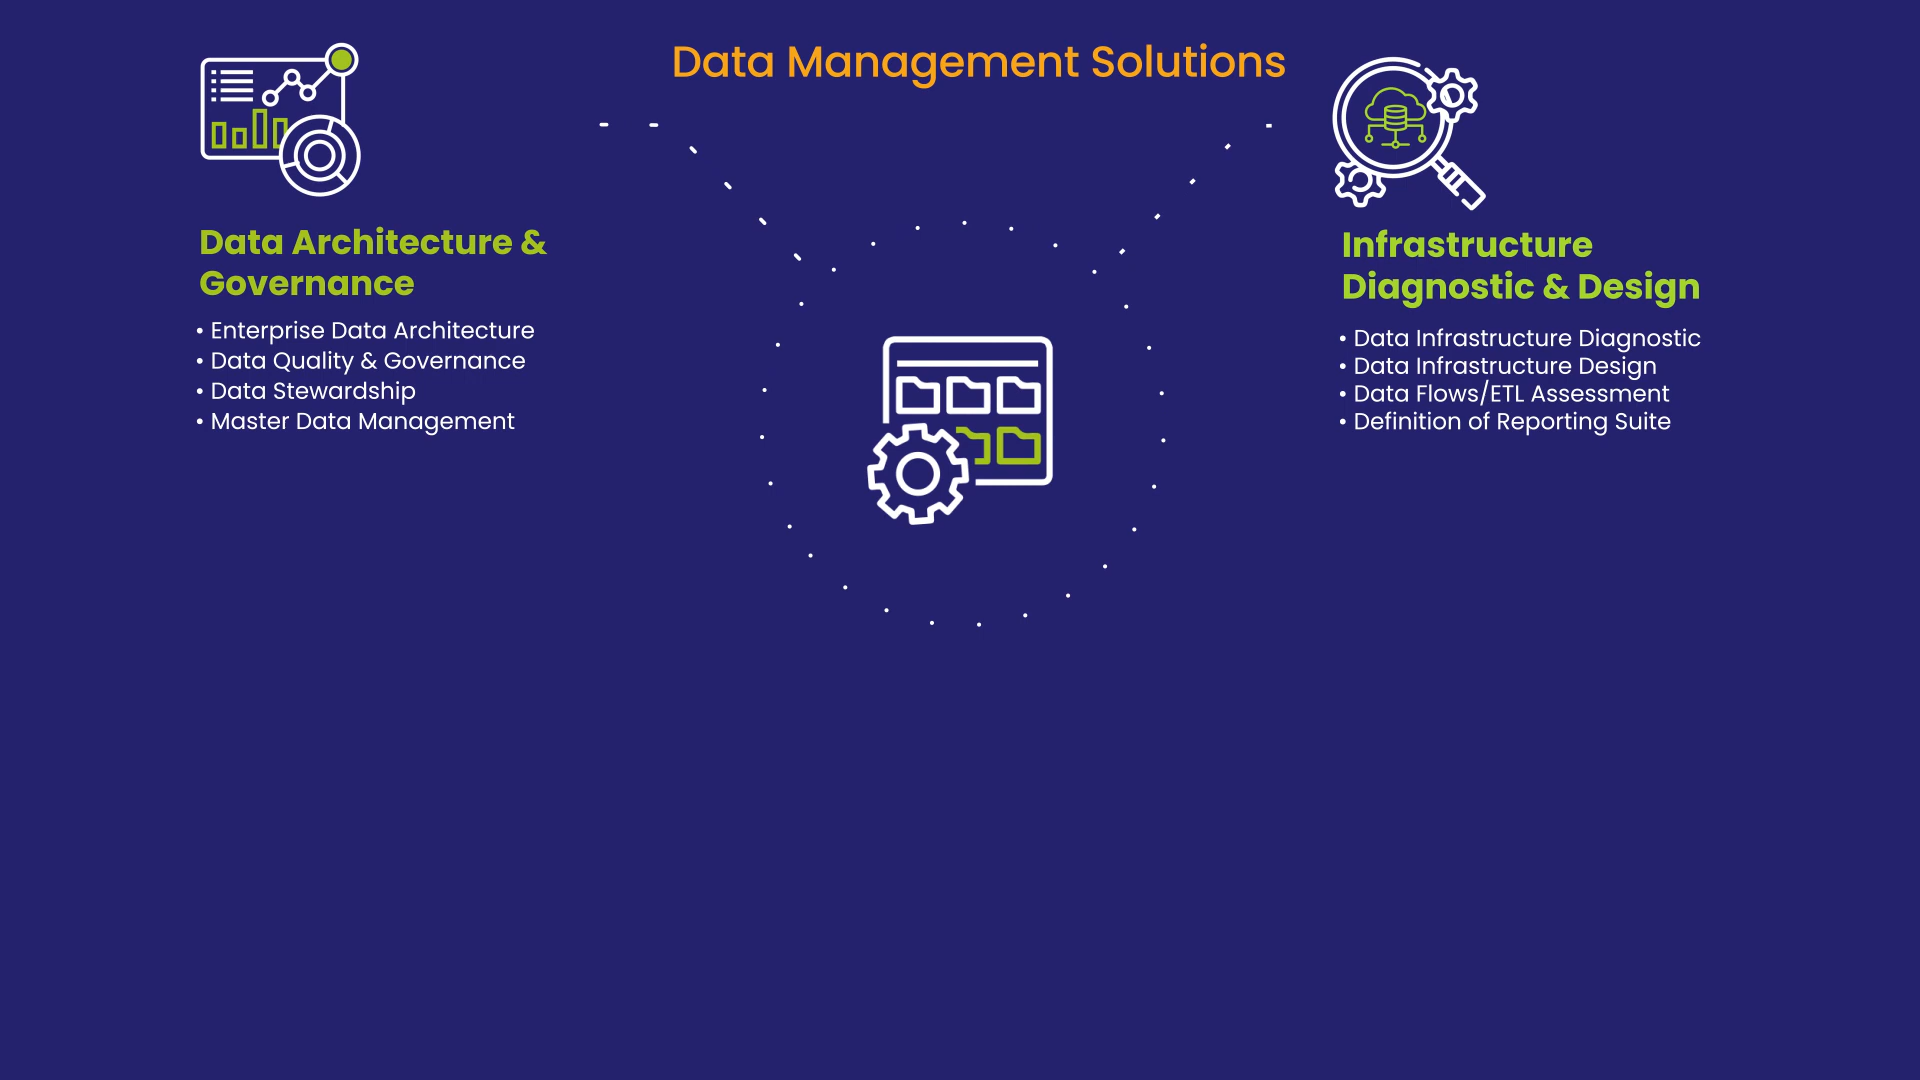 Data Management Solutions
Data Architecture &
Governance
• Enterprise Data Architecture
• Data Quality & Governance
• Data Stewardship
• Master Data Management
Infrastructure
Diagnostic & Design
• Data Infrastructure Diagnostic
• Data Infrastructure Design
• Data Flows/ETL Assessment
• Definition of Reporting Suite